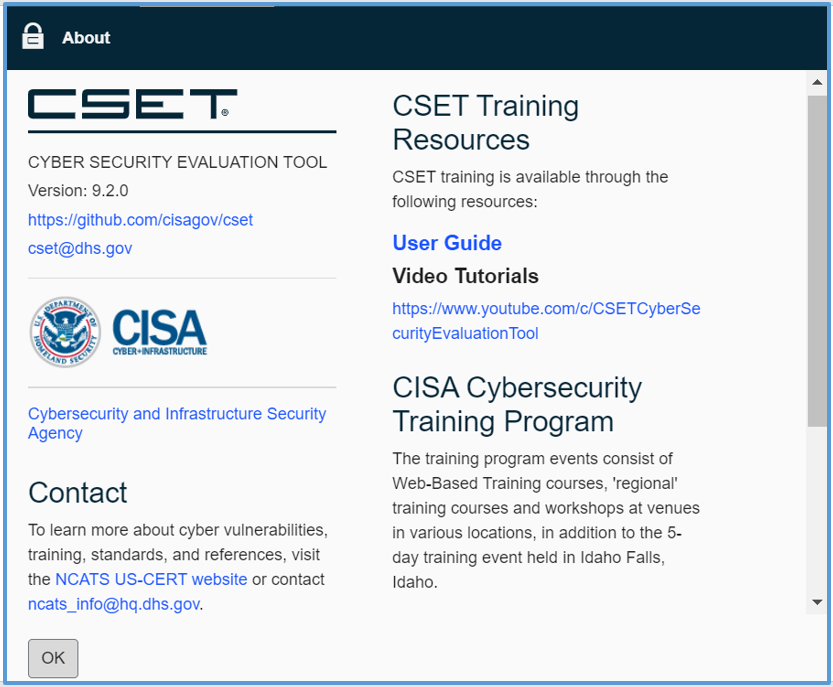 About
CSET®
CYBER SECURITY EVALUATION TOOL
Version: 9.2.0
https://github.com/cisagov/cset
cset@dhs.gov
U.S. DEPARTMENT OF HOMELAND SECURITY
CISA
CYBER+INFRASTRUCTURE
Cybersecurity and Infrastructure Security
Agency
Contact
To learn more about cyber vulnerabilities,
training, standards, and references, visit
the NCATS US-CERT website or contact
ncats_info@hq.dhs.gov.
CSET Training
Resources
CSET training is available through the
following resources:
User Guide
Video Tutorials
https://www.youtube.com/c/CSETCyberSe
curityEvaluationTool
CISA Cybersecurity
Training Program
The training program events consist of
Web-Based Training courses, 'regional'
training courses and workshops at venues
in various locations, in addition to the 5-
day training event held in Idaho Falls,
Idaho.
OK